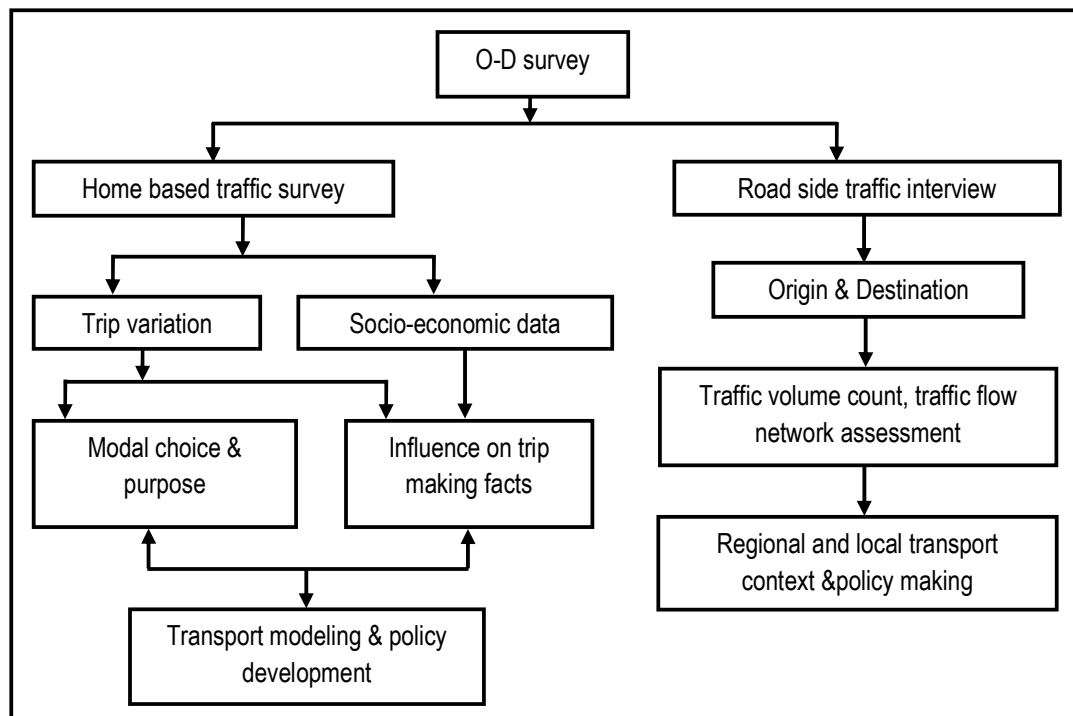 O-D survey
Home based traffic survey
Road side traffic interview
Origin & Destination
Trip variation
Socio-economic data
Traffic volume count, traffic flow
network assessment
Modal choice &
purpose
Influence on trip
making facts
Regional and local transport
context &policy making
Transport modeling & policy
development